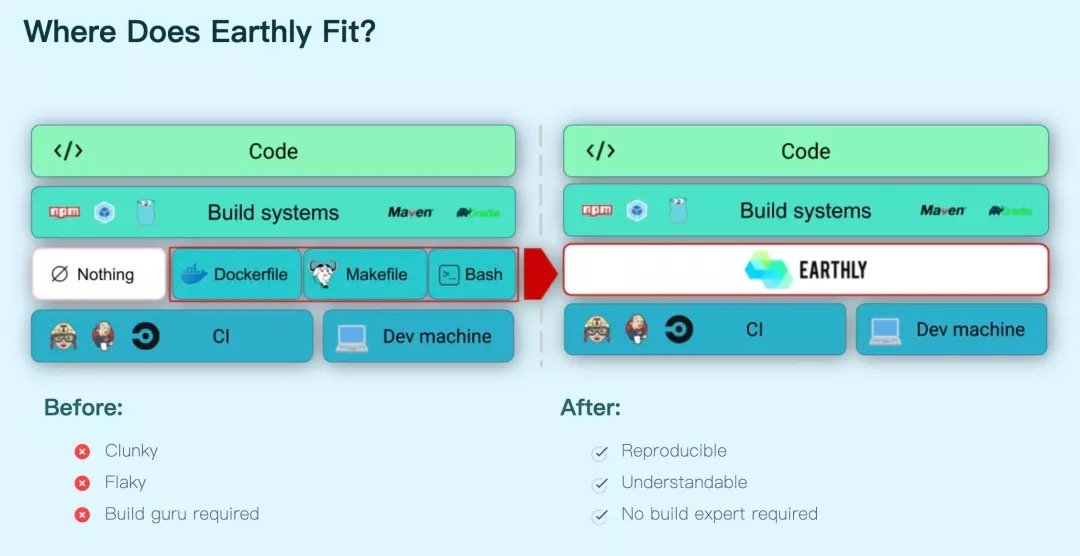 Where Does Earthly Fit?
</> Code
npm Build systems Maven Gradle
Nothing Dockerfile Makefile >_ Bash
CI Dev machine
Before:
Clunky
Flaky
Build guru required
</> Code
npm Build systems Maven Gradle
EARTHLY
CI Dev machine
After:
Reproducible
Understandable
No build expert required